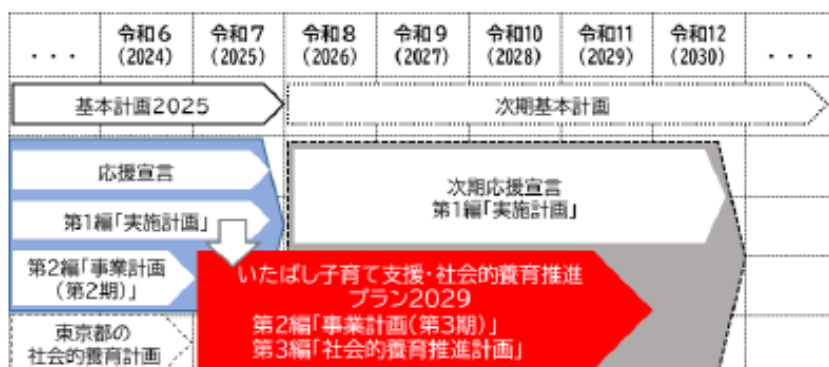 ・・・ 令和6 令和7 令和8 令和9 令和10 令和11 令和12 ・・・
(2024) (2025) (2026) (2027) (2028) (2029) (2030)
基本計画2025
次期基本計画
応援宣言
第1編「実施計画」
次期応援宣言
第1編「実施計画」
第2編「事業計画
(第2期)」
いたばし子育て支援・社会的養育推進
プラン2029
第2編「事業計画(第3期)」
第3編「社会的養育推進計画」
東京都の
社会的養育計画